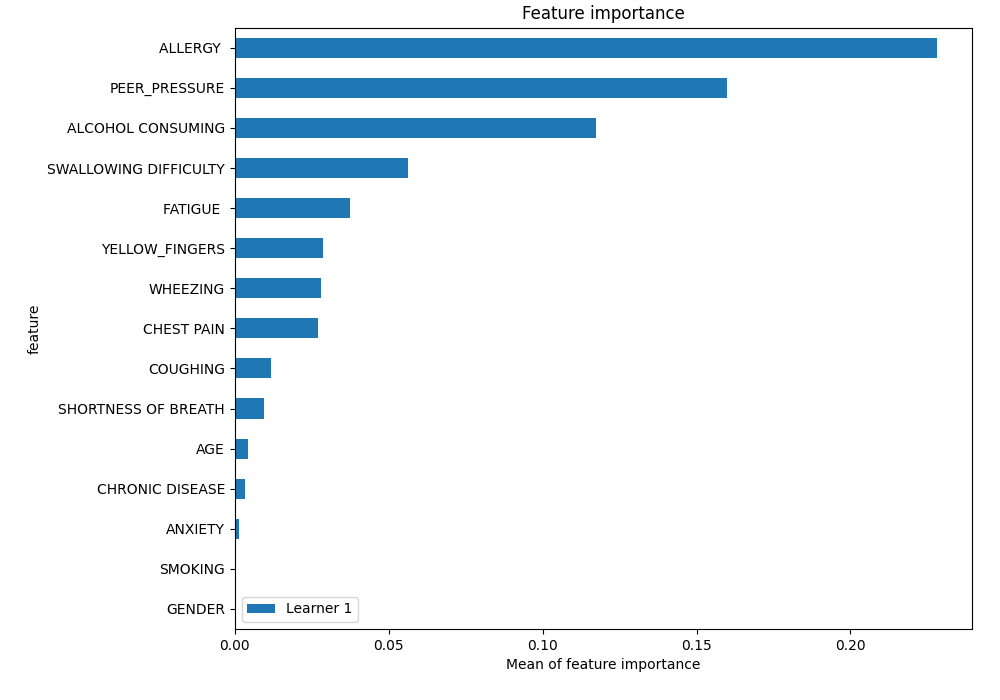 Feature importance
ALLERGY
PEER_PRESSURE
ALCOHOL CONSUMING
SWALLOWING DIFFICULTY
FATIGUE
YELLOW_FINGERS
WHEEZING
CHEST PAIN
COUGHING
SHORTNESS OF BREATH
AGE
CHRONIC DISEASE
ANXIETY
SMOKING
GENDER
feature
Learner 1
0.00 0.05 0.10 0.15 0.20
Mean of feature importance